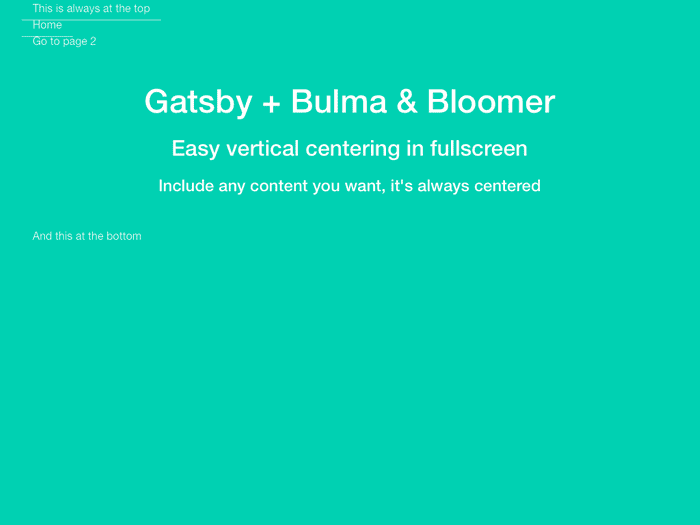 This is always at the top
Home
Go to page 2
Gatsby + Bulma & Bloomer
Easy vertical centering in fullscreen
Include any content you want, it's always centered
And this at the bottom